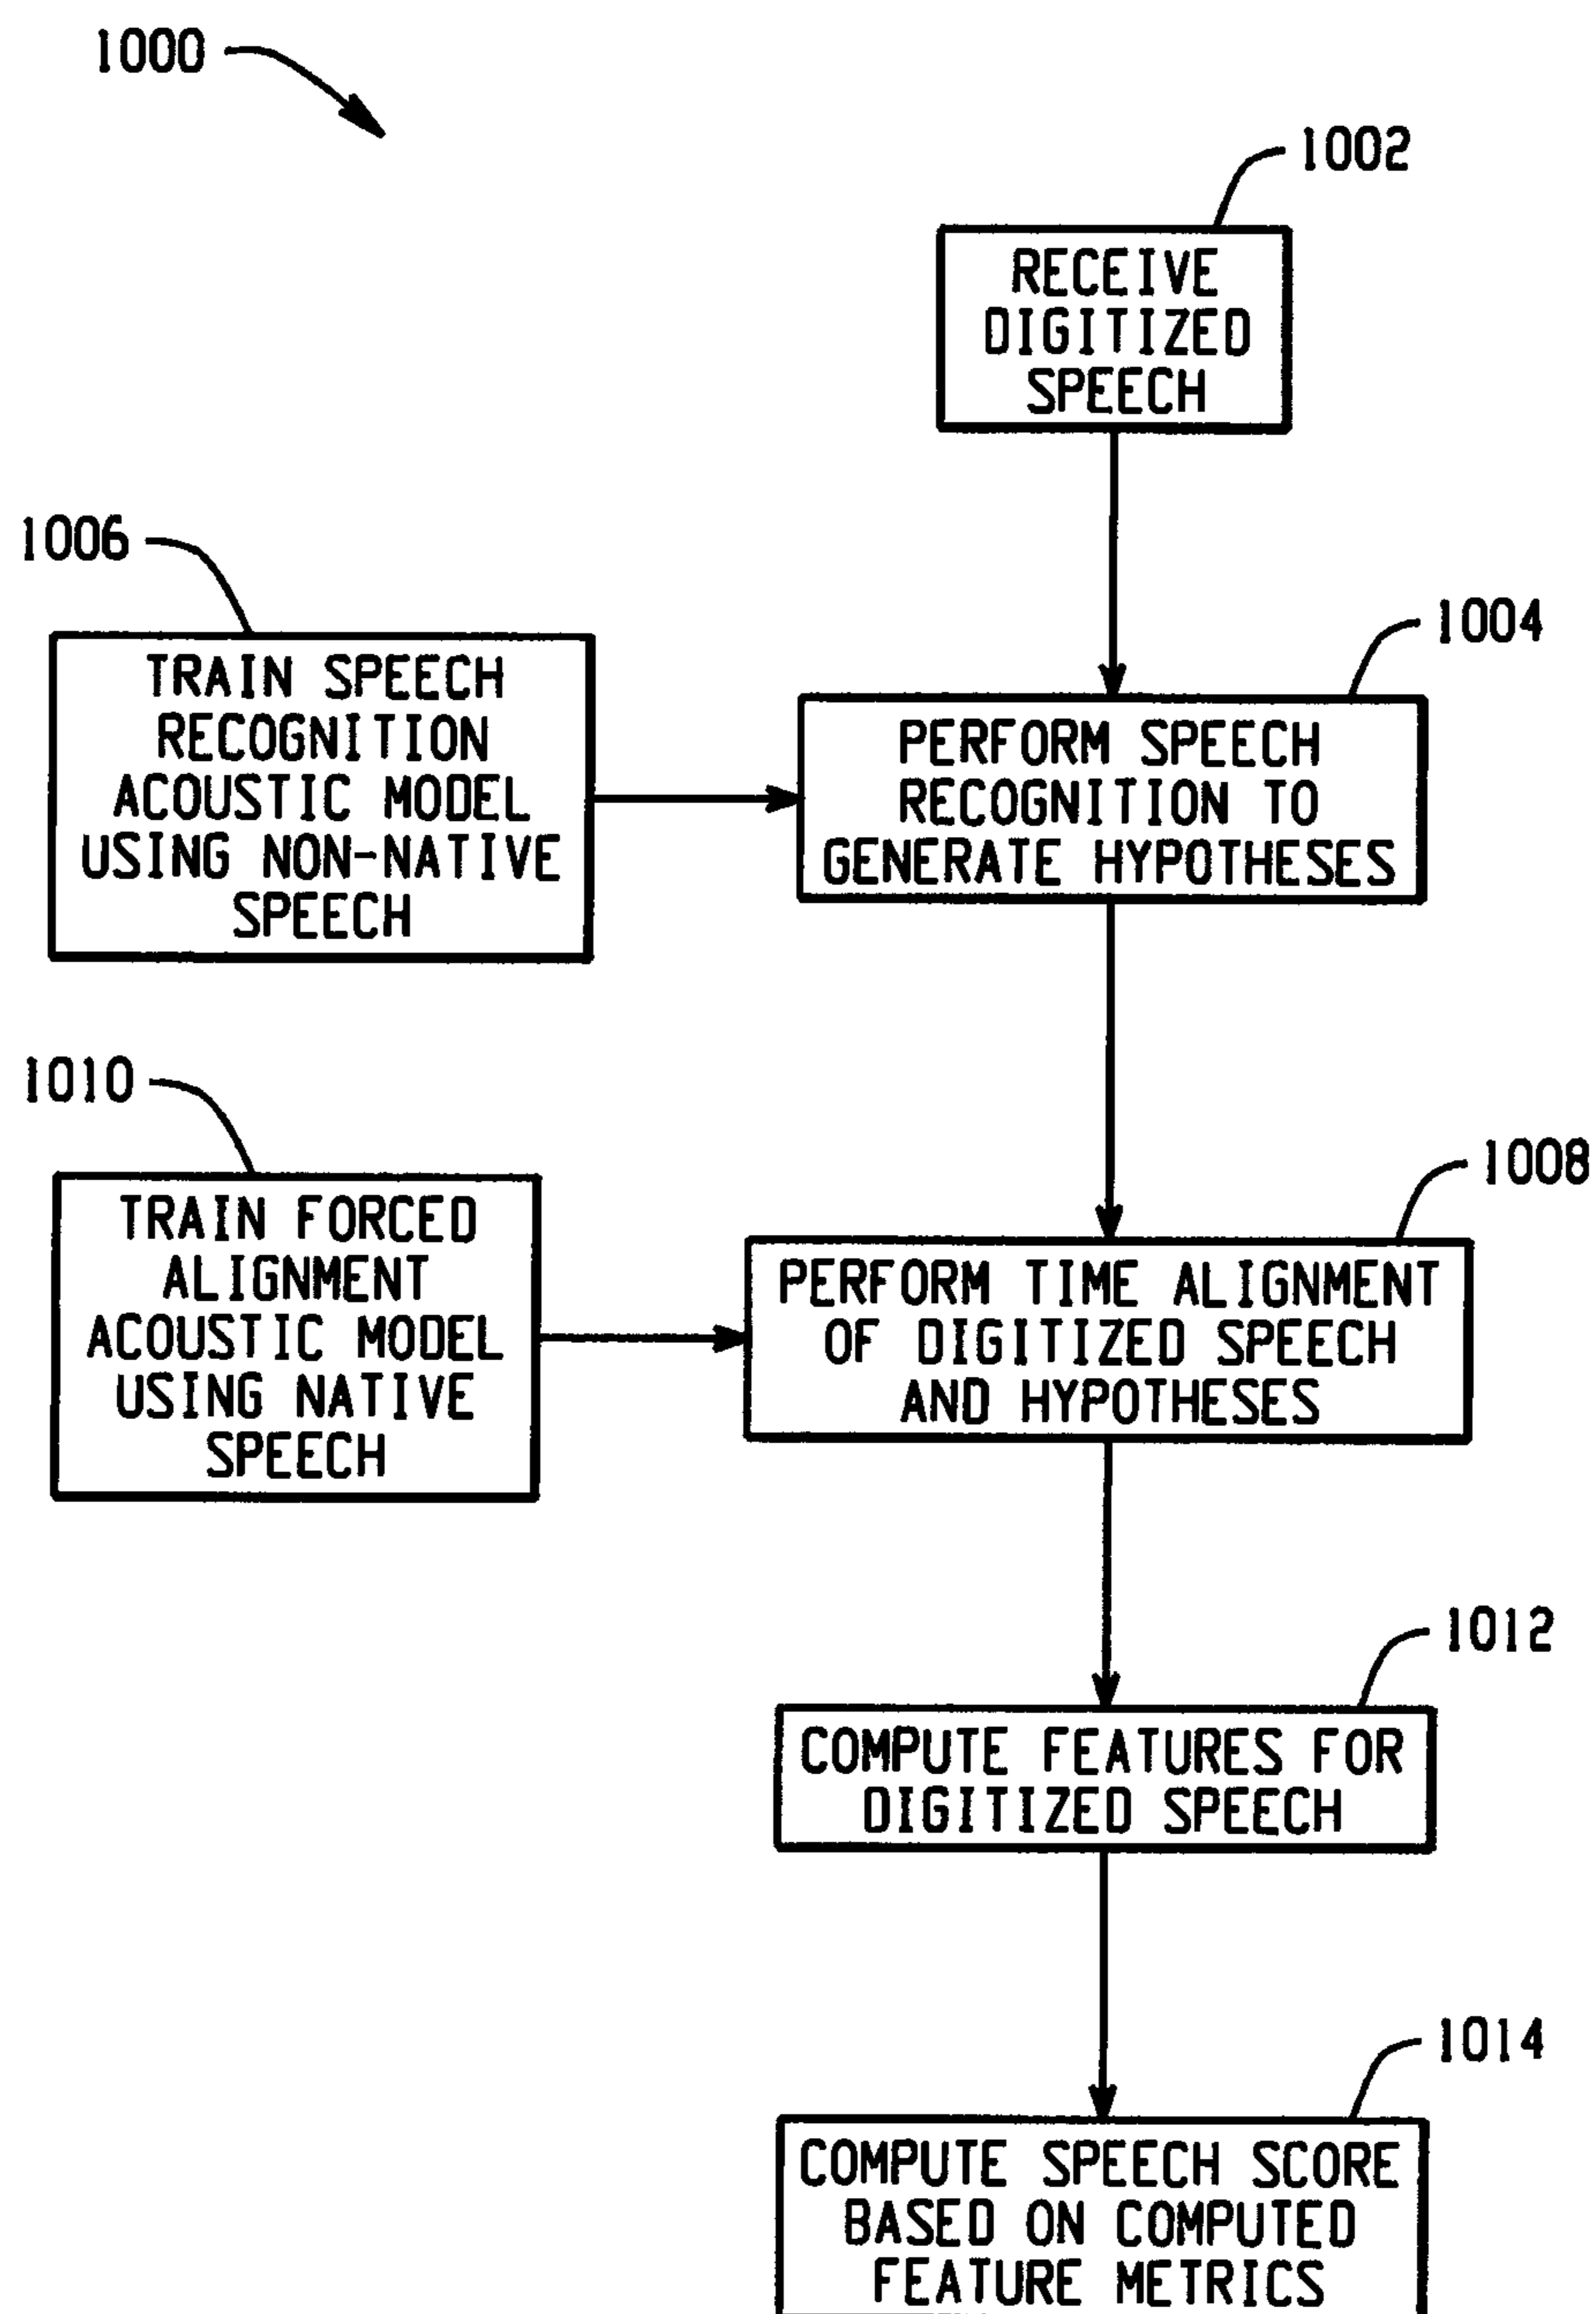 1000
1002
RECEIVE
DIGITIZED
SPEECH
1006
TRAIN SPEECH
RECOGNITION
ACOUSTIC MODEL
USING NON-NATIVE
SPEECH
1004
PERFORM SPEECH
RECOGNITION TO
GENERATE HYPOTHESES
1010
TRAIN FORCED
ALIGNMENT
ACOUSTIC MODEL
USING NATIVE
SPEECH
1008
PERFORM TIME ALIGNMENT
OF DIGITIZED SPEECH
AND HYPOTHESES
1012
COMPUTE FEATURES FOR
DIGITIZED SPEECH
1014
COMPUTE SPEECH SCORE
BASED ON COMPUTED
FEATURE METRICS